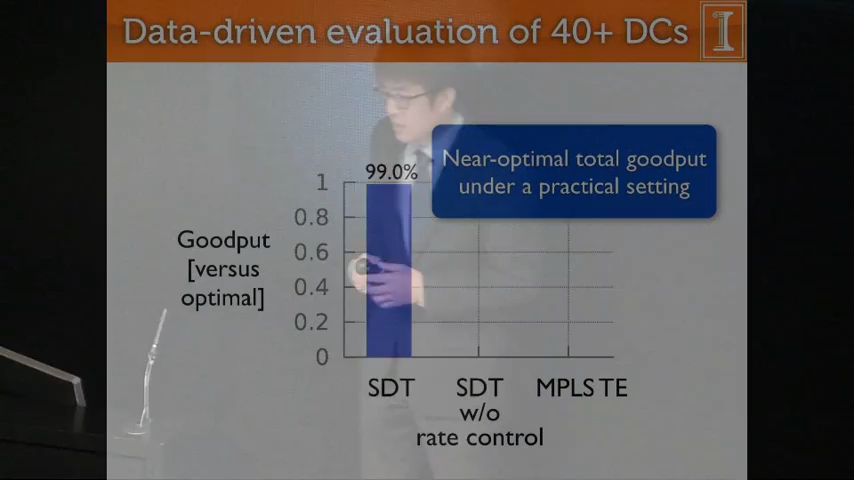 Data-driven evaluation of 40+ DCs
I
Near-optimal total goodput
under a practical setting
99.0%
1
0.8
0.6
0.4
0.2
0
Goodput
[versus
optimal]
SDT
SDT
w/o
rate control
MPLS TE